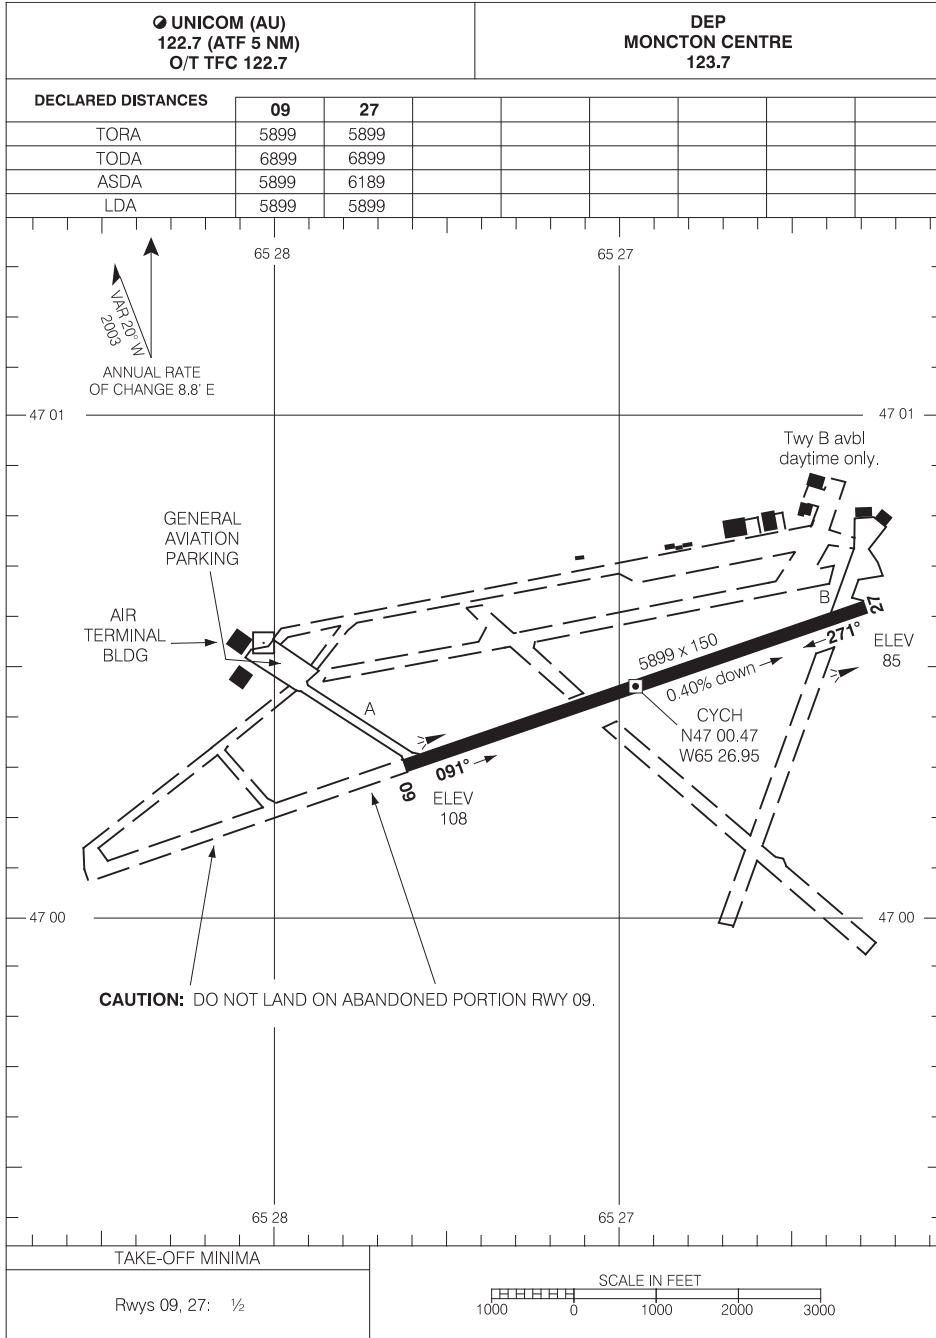 UNICOM (AU)
122.7 (ATF 5 NM)
O/T TFC 122.7
DEP
MONCTON CENTRE
123.7
DECLARED DISTANCES 09 27
TORA 5899 5899
TODA 6899 6899
ASDA 5899 6189
LDA 5899 5899
65 28 65 27
VAR 20° W
2003
ANNUAL RATE
OF CHANGE 8.8' E
47 01 47 01
Twy B avbl
daytime only.
GENERAL
AVIATION
PARKING
AIR
TERMINAL
BLDG
A
B
27
271°
ELEV
85
5899 x 150
0.40% down
CYCH
N47 00.47
W65 26.95
091°
09
ELEV
108
47 00 47 00
CAUTION: DO NOT LAND ON ABANDONED PORTION RWY 09.
65 28 65 27
TAKE-OFF MINIMA
Rwys 09, 27: ½
SCALE IN FEET
1000 0 1000 2000 3000